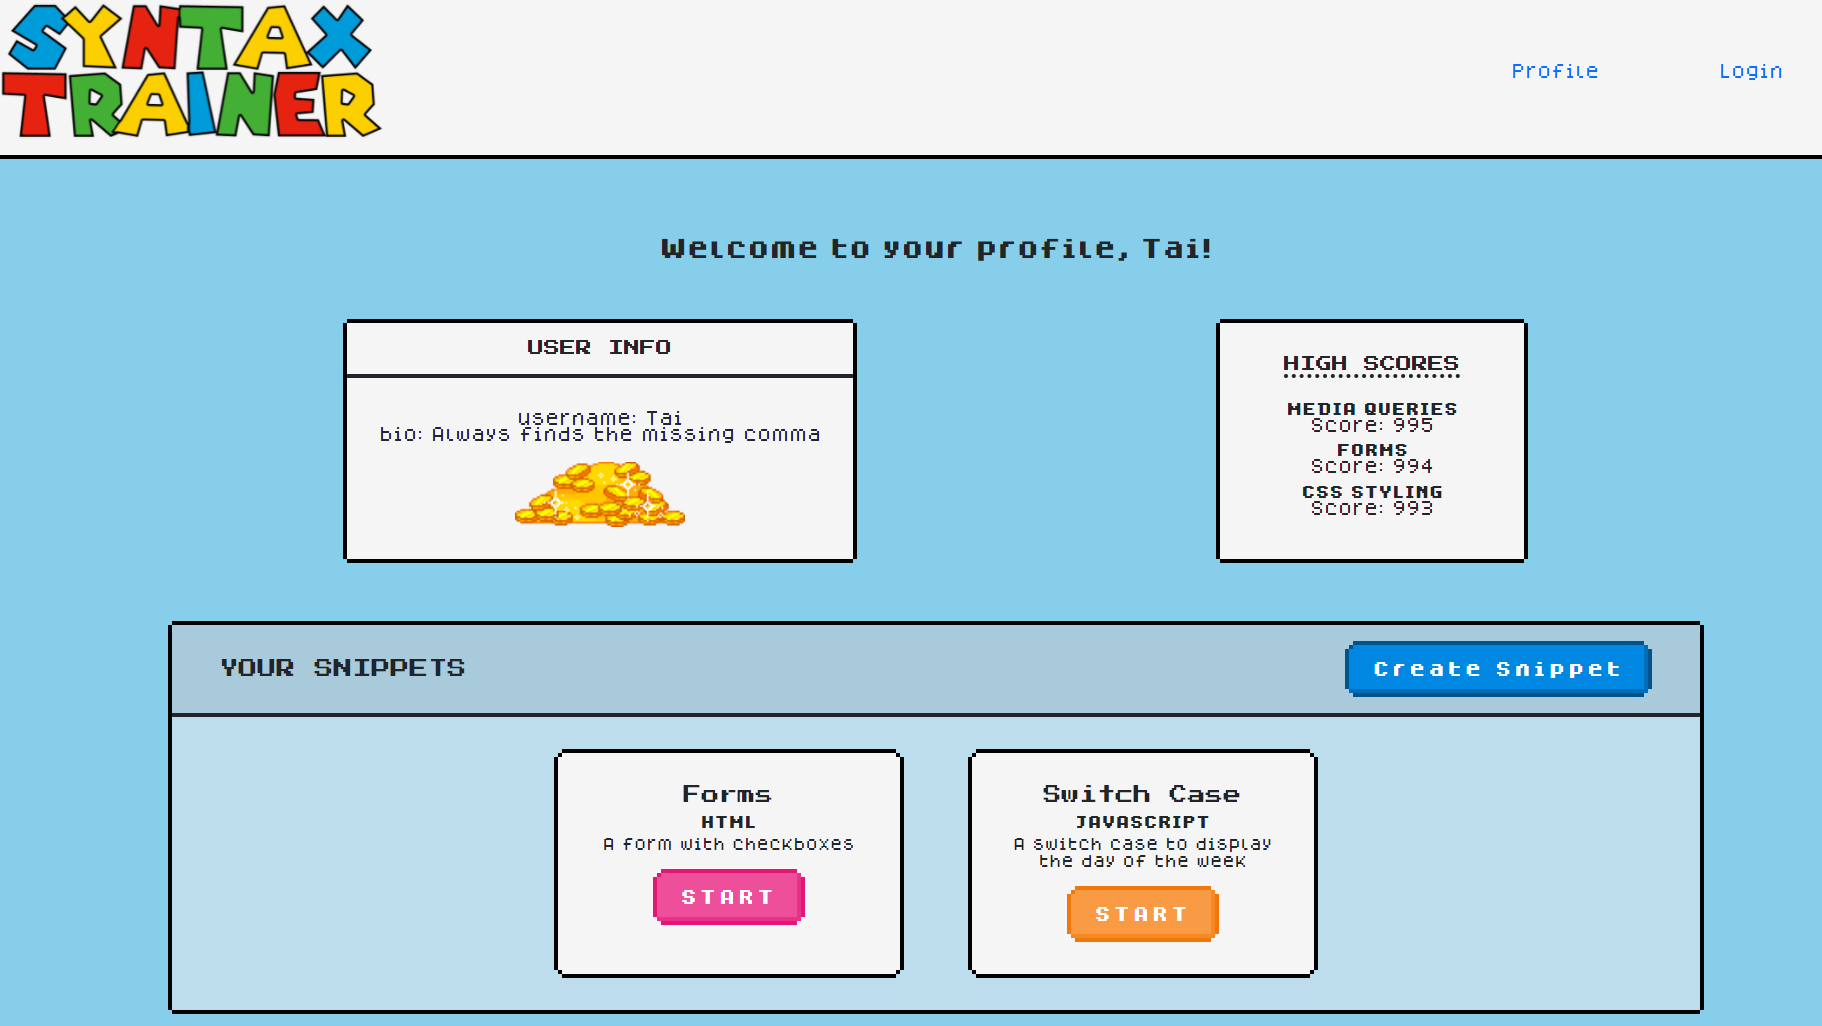 SYNTAX
TRAINER
Profile
Login
Welcome to your profile, Tai!
USER INFO
username: Tai
bio: Always finds the missing comma
HIGH SCORES
MEDIA QUERIES
Score: 995
FORMS
Score: 994
CSS STYLING
Score: 993
YOUR SNIPPETS
Create Snippet
Forms
HTML
A form with checkboxes
START
Switch Case
JAVASCRIPT
A switch case to display
the day of the week
START